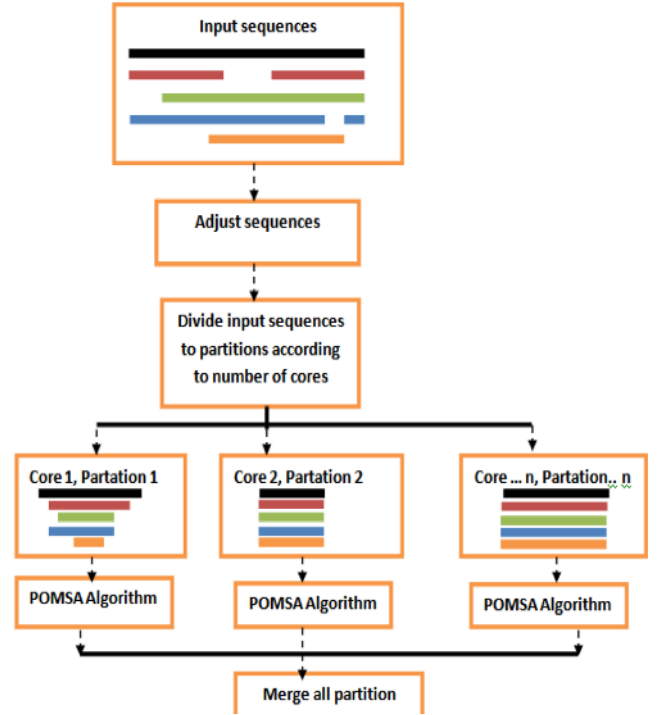 Input sequences
Adjust sequences
Divide input sequences
to partitions according
to number of cores
Core 1, Partation 1
Core 2, Partation 2
Core ... n, Partation.. n
POMSA Algorithm
POMSA Algorithm
POMSA Algorithm
Merge all partition